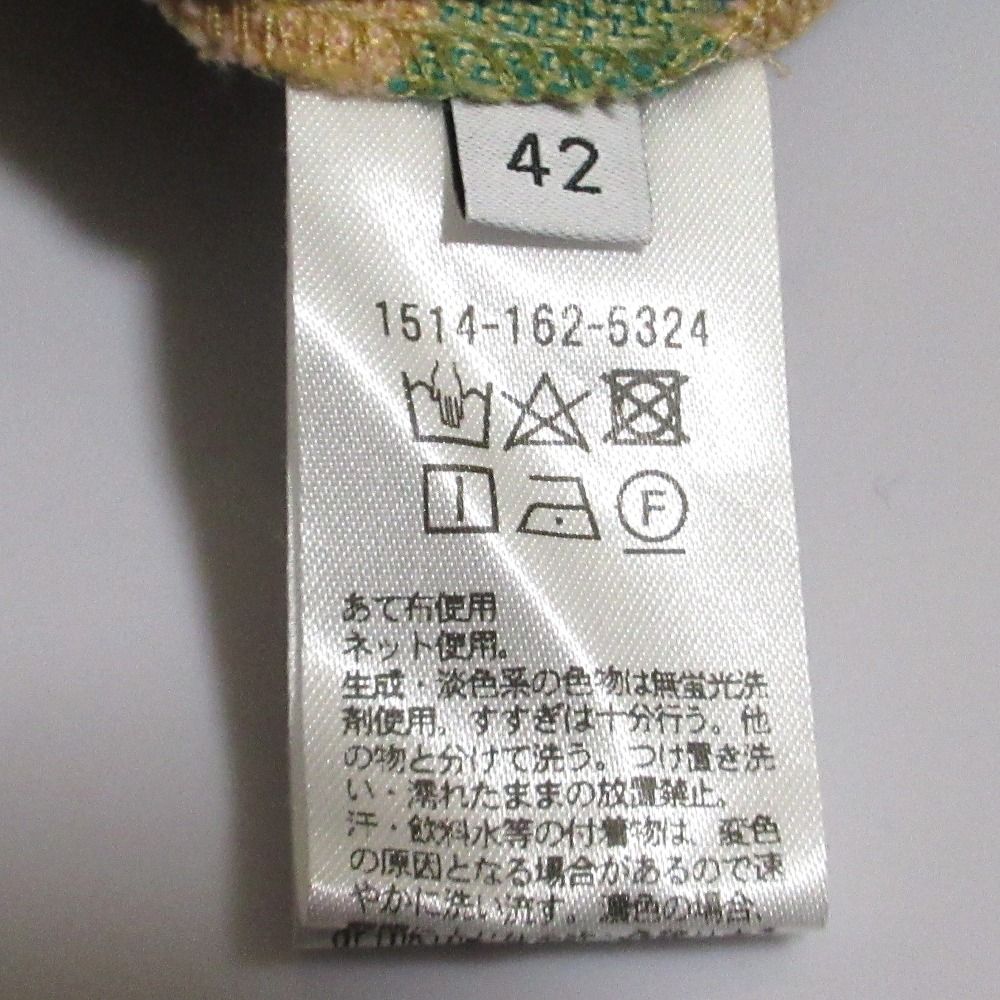 42
1514-162-5324
F
あて布使用
ネット使用。
生成・淡色系の色物は無蛍光洗
剤使用。すすぎは十分行う。他
の物と分けて洗う。つけ置き洗
い・濡れたままの放置禁止。
汗・飲料水等の付着物は、変色
の原因となる場合があるので速
やかに洗い流す。濃色の場合、